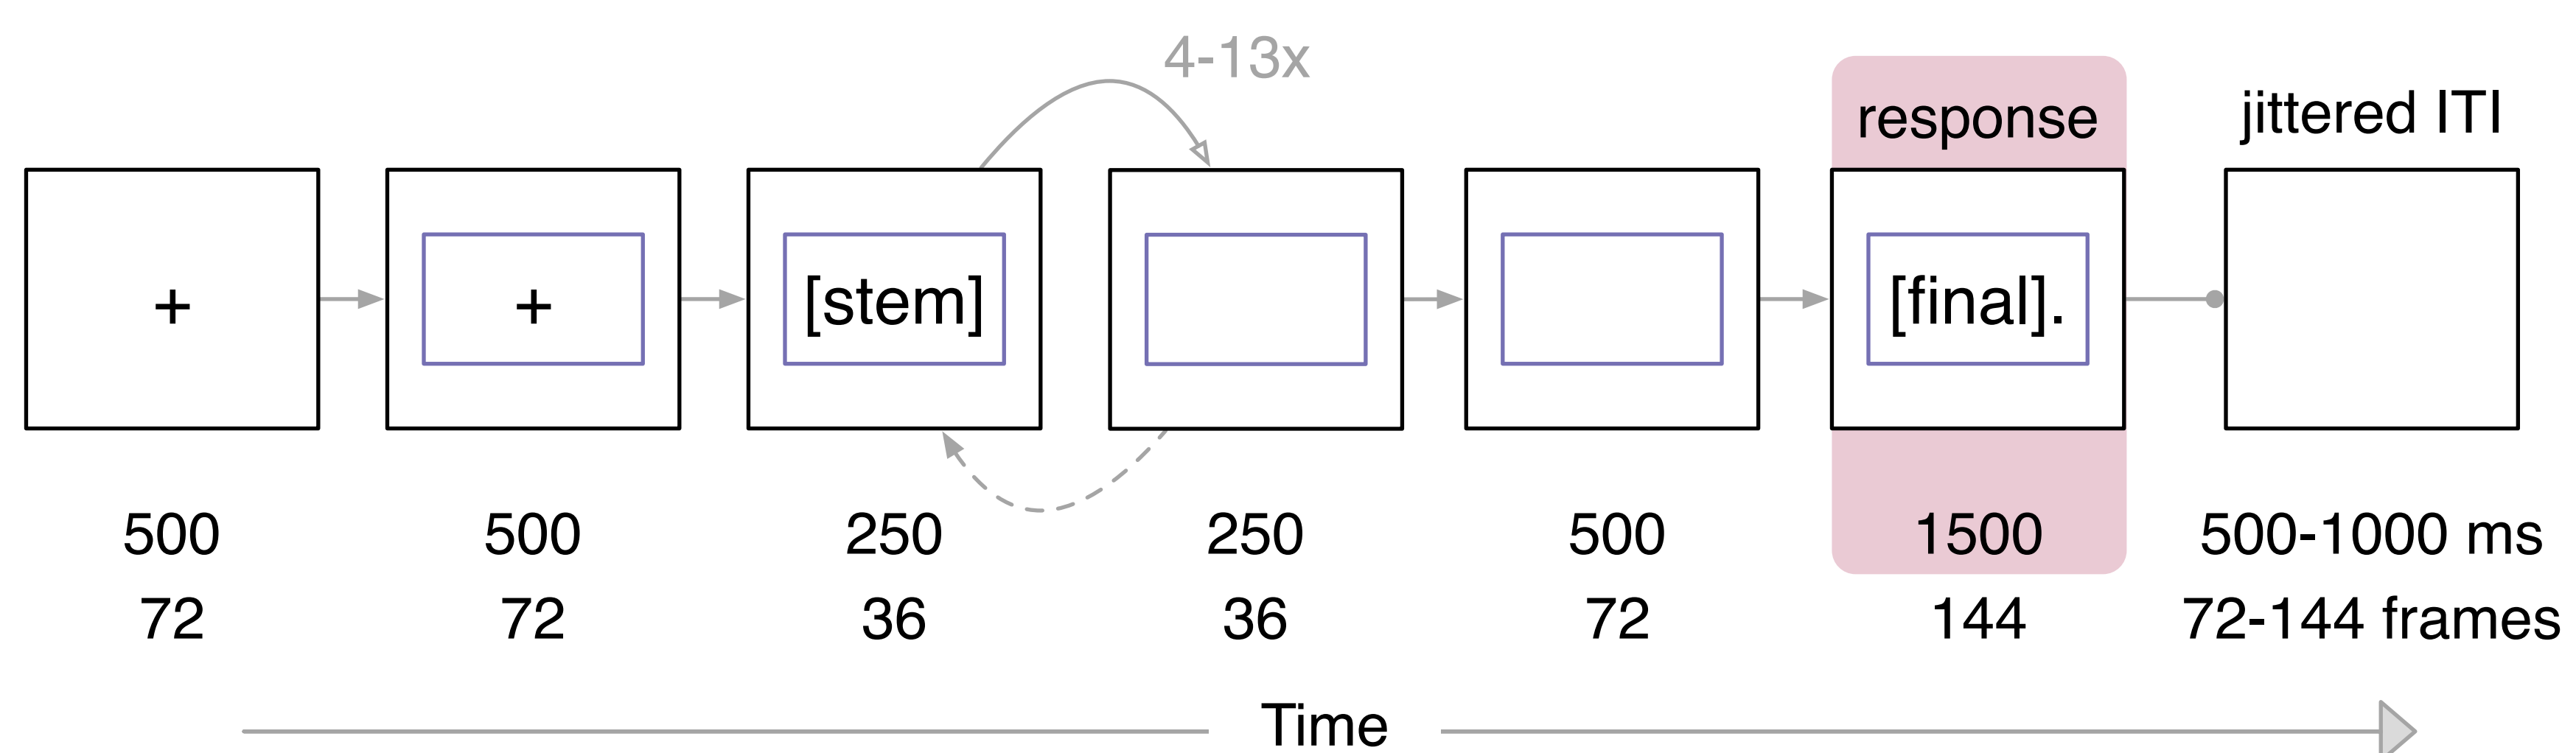 4-13x
response
jittered ITI
+
+
[stem]
[final].
500
500
250
250
500
1500
500-1000 ms
72
72
36
36
72
144
72-144 frames
Time